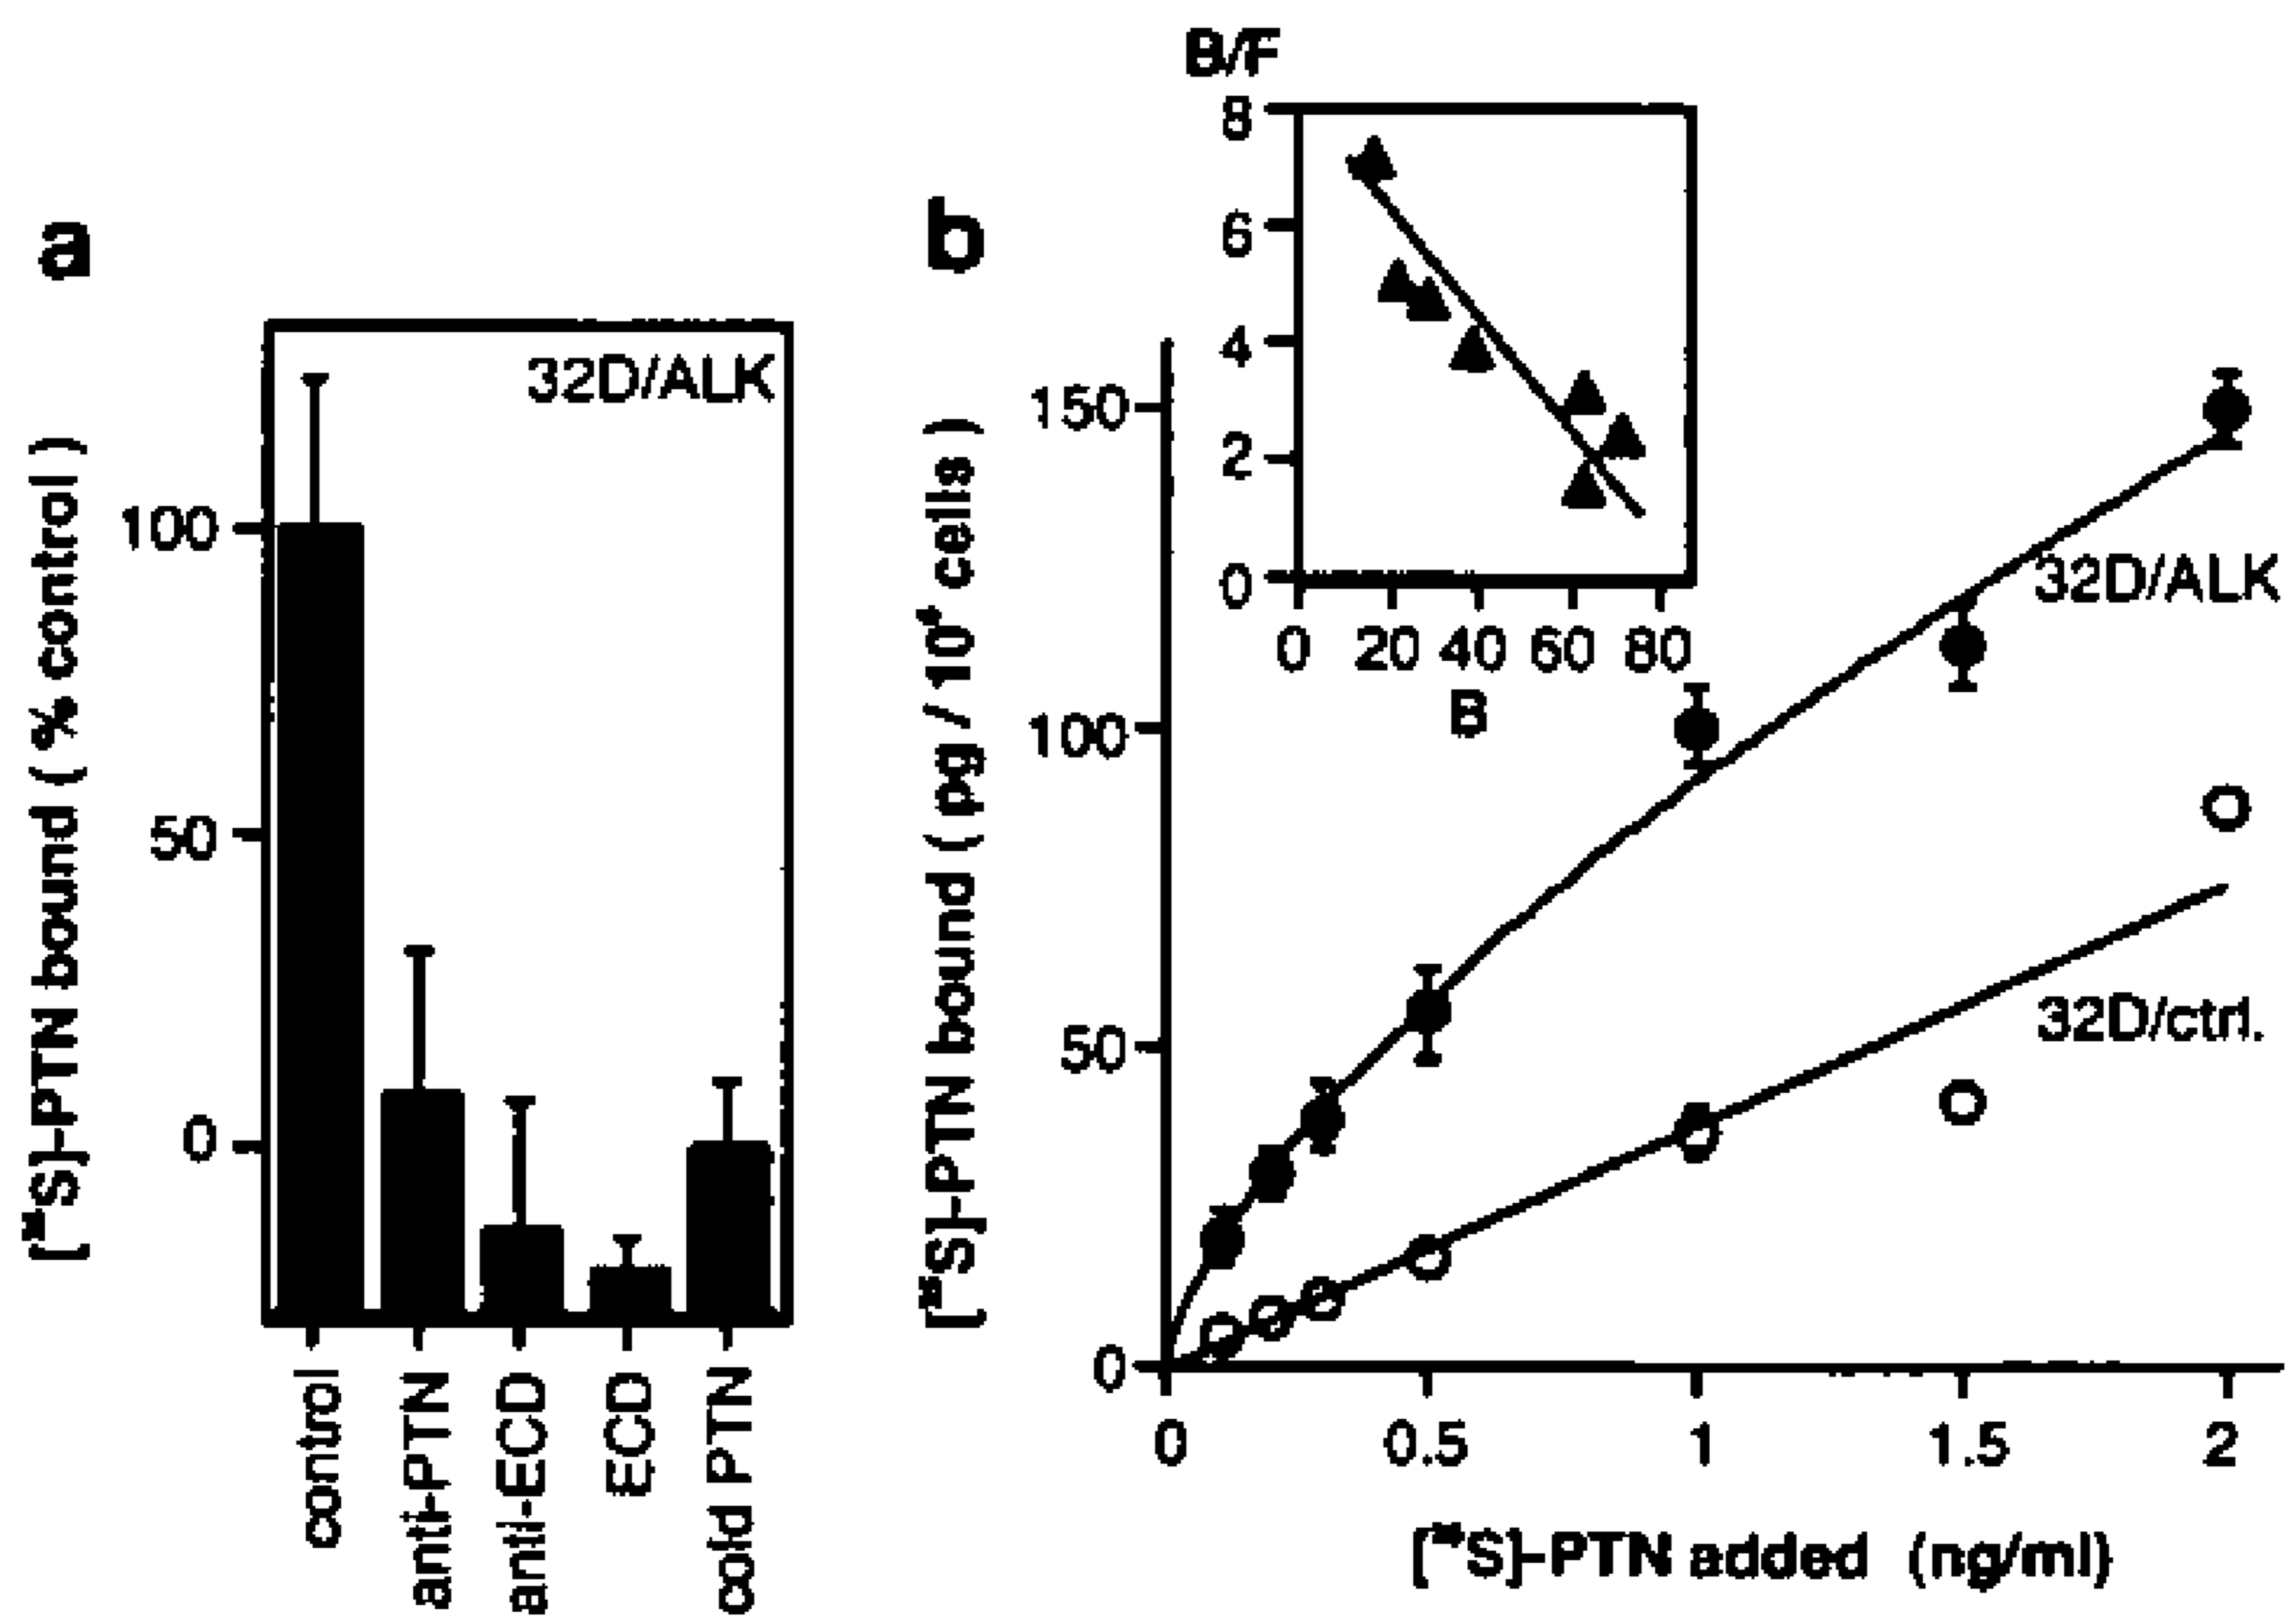 a
32D/ALK
[³⁵S]-PTN bound ( % control )
100
50
0
control
anti-PTN
anti-ECD
ECD
cold PTN
b
B/F
8
6
4
2
0
0 20 40 60 80
B
[³⁵S]-PTN bound ( pg / 10⁶ cells )
150
100
50
0
32D/ALK
32D/ctrl.
0 0.5 1 1.5 2
[³⁵S]-PTN added (ng/ml)